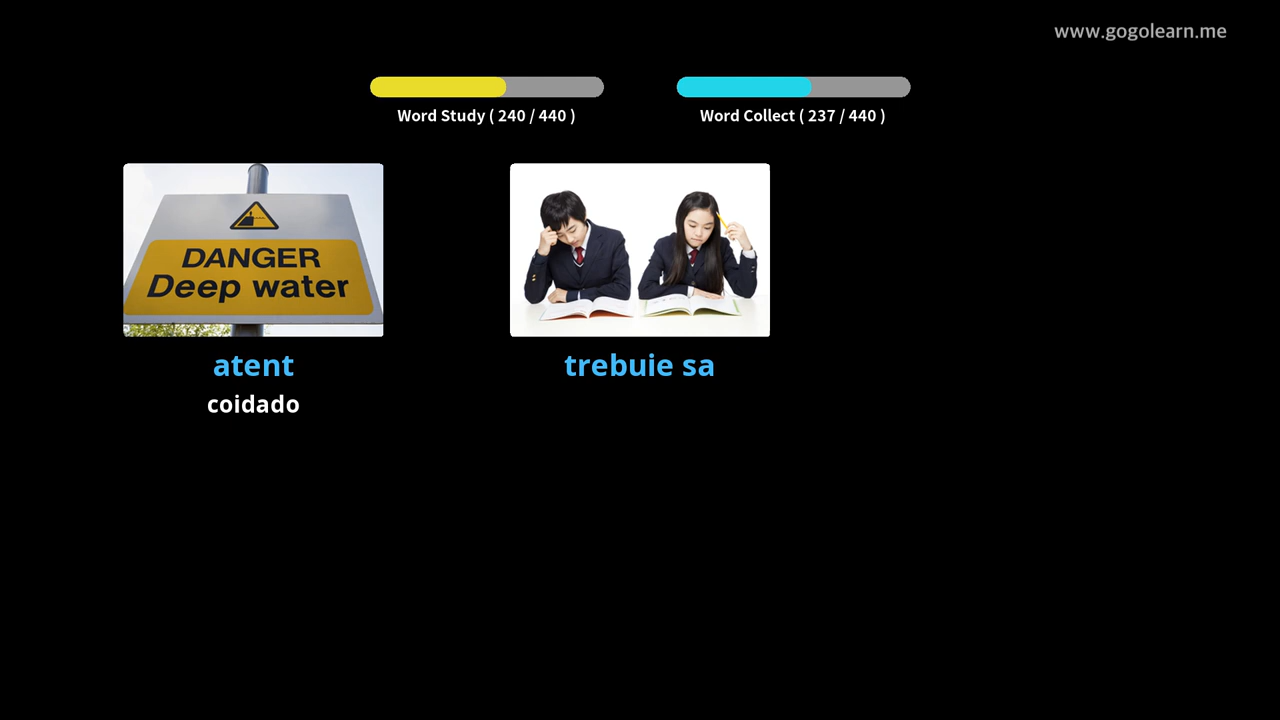 www.gogolearn.me
Word Study ( 240 / 440 )
Word Collect ( 237 / 440 )
DANGER
Deep water
atent
coidado
trebuie sa